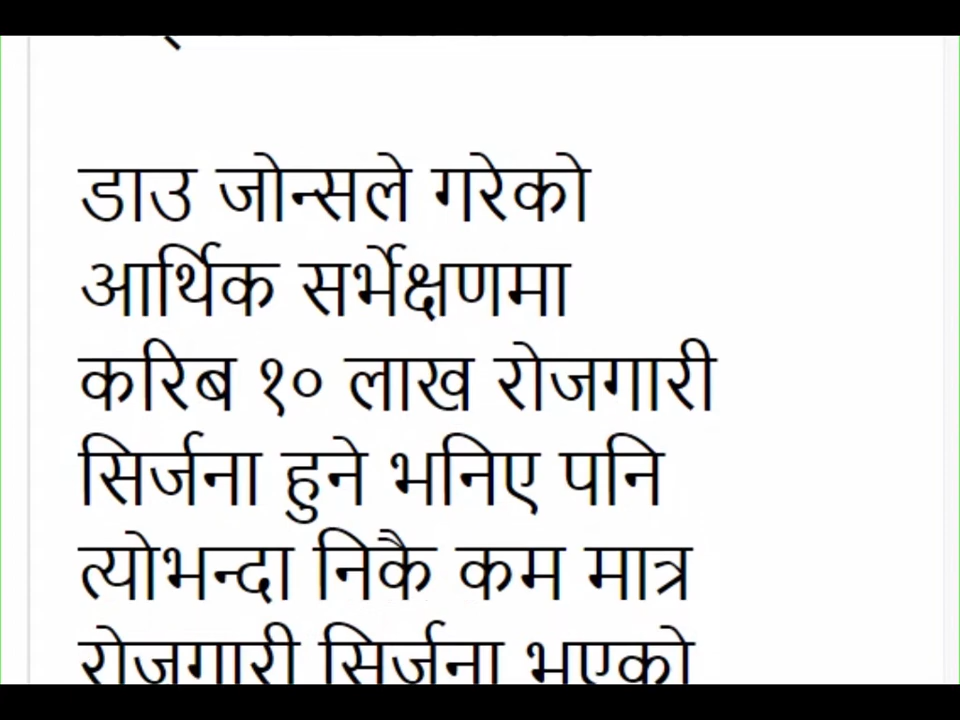 डाउ जोन्सले गरेको
आर्थिक सर्भेक्षणमा
करिब १० लाख रोजगारी
सिर्जना हुने भनिए पनि
त्योभन्दा निकै कम मात्र
रोजगारी सिर्जना भएको